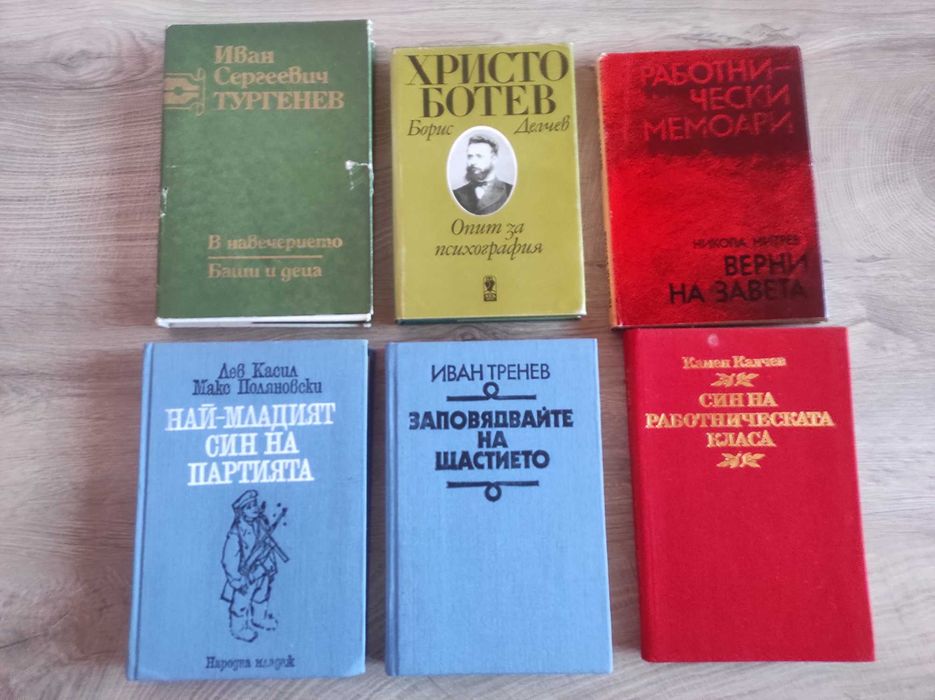 Иван
Сергеевич
ТУРГЕНЕВ
В навечерието
Бащи и деца
ХРИСТО
БОТЕВ
Борис Делчев
Опит за
психография
РАБОТНИ-
ЧЕСКИ
МЕМОАРИ
НИКОЛА МИТРЕВ
ВЕРНИ
НА ЗАВЕТА
Лев Касил
Макс Поляновски
НАЙ-МЛАДИЯТ
СИН НА
ПАРТИЯТА
Народна младеж
ИВАН ТРЕНЕВ
ЗАПОВЯДВАЙТЕ
НА
ЩАСТИЕТО
Камен Калчев
СИН НА
РАБОТНИЧЕСКАТА
КЛАСА